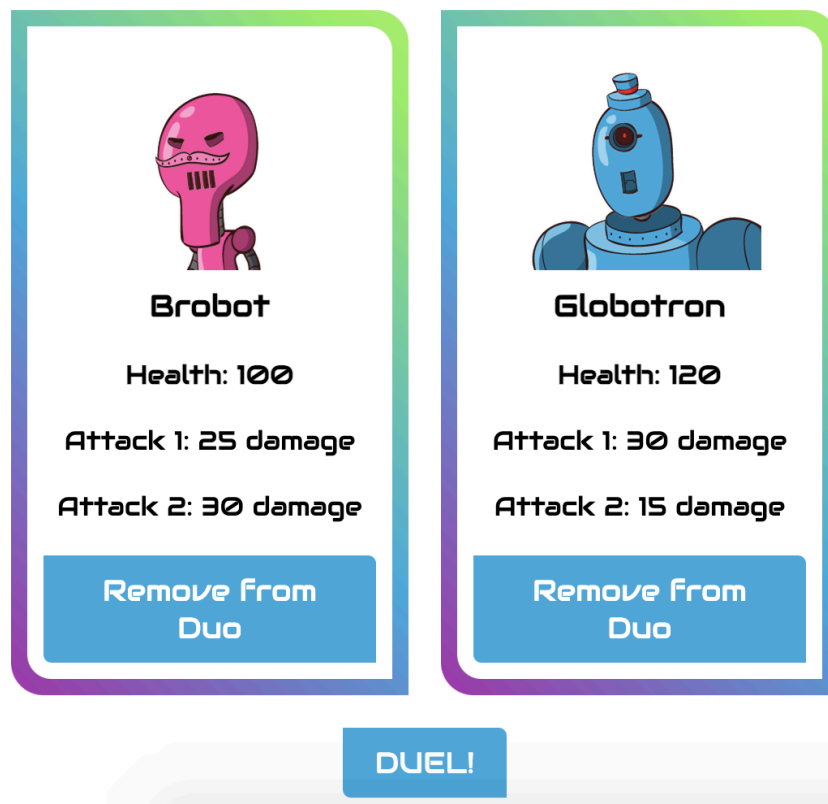 Brobot
Health: 100
Attack 1: 25 damage
Attack 2: 30 damage
Remove from
Duo
Globotron
Health: 120
Attack 1: 30 damage
Attack 2: 15 damage
Remove from
Duo
DUEL!